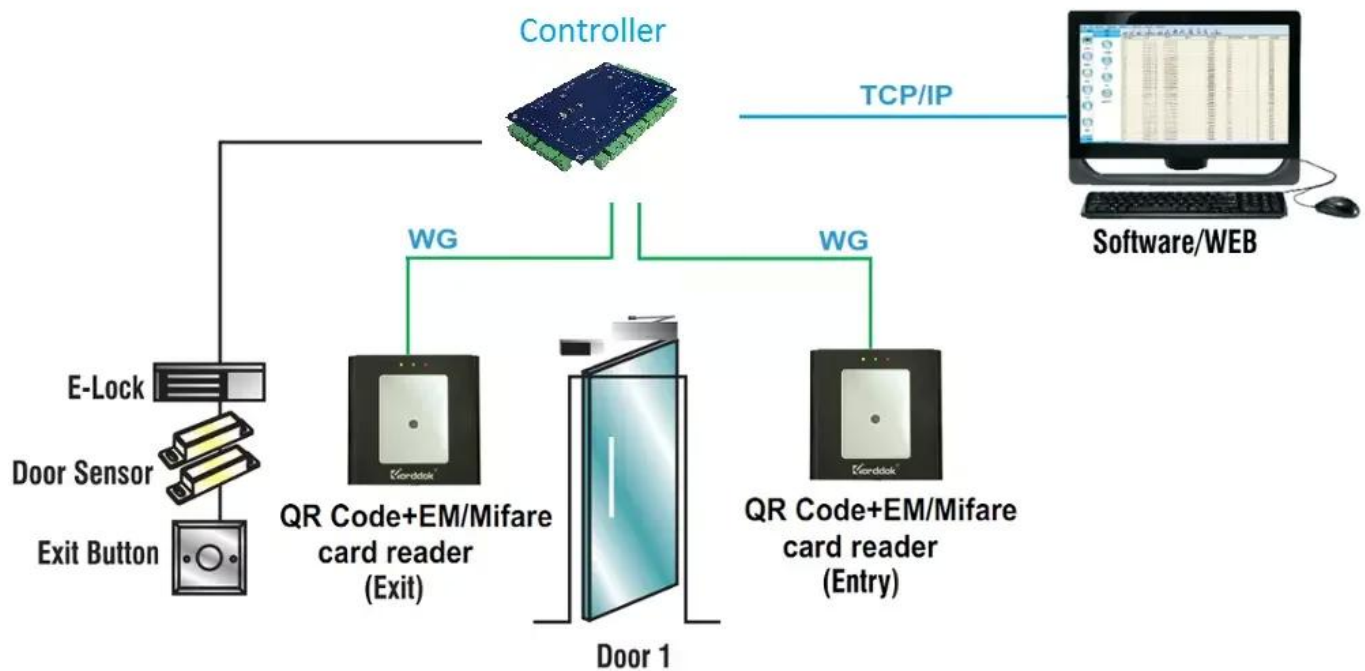 Controller
TCP/IP
Software/WEB
WG
WG
E-Lock
Door Sensor
Exit Button
QR Code+EM/Mifare
card reader
(Exit)
QR Code+EM/Mifare
card reader
(Entry)
Door 1